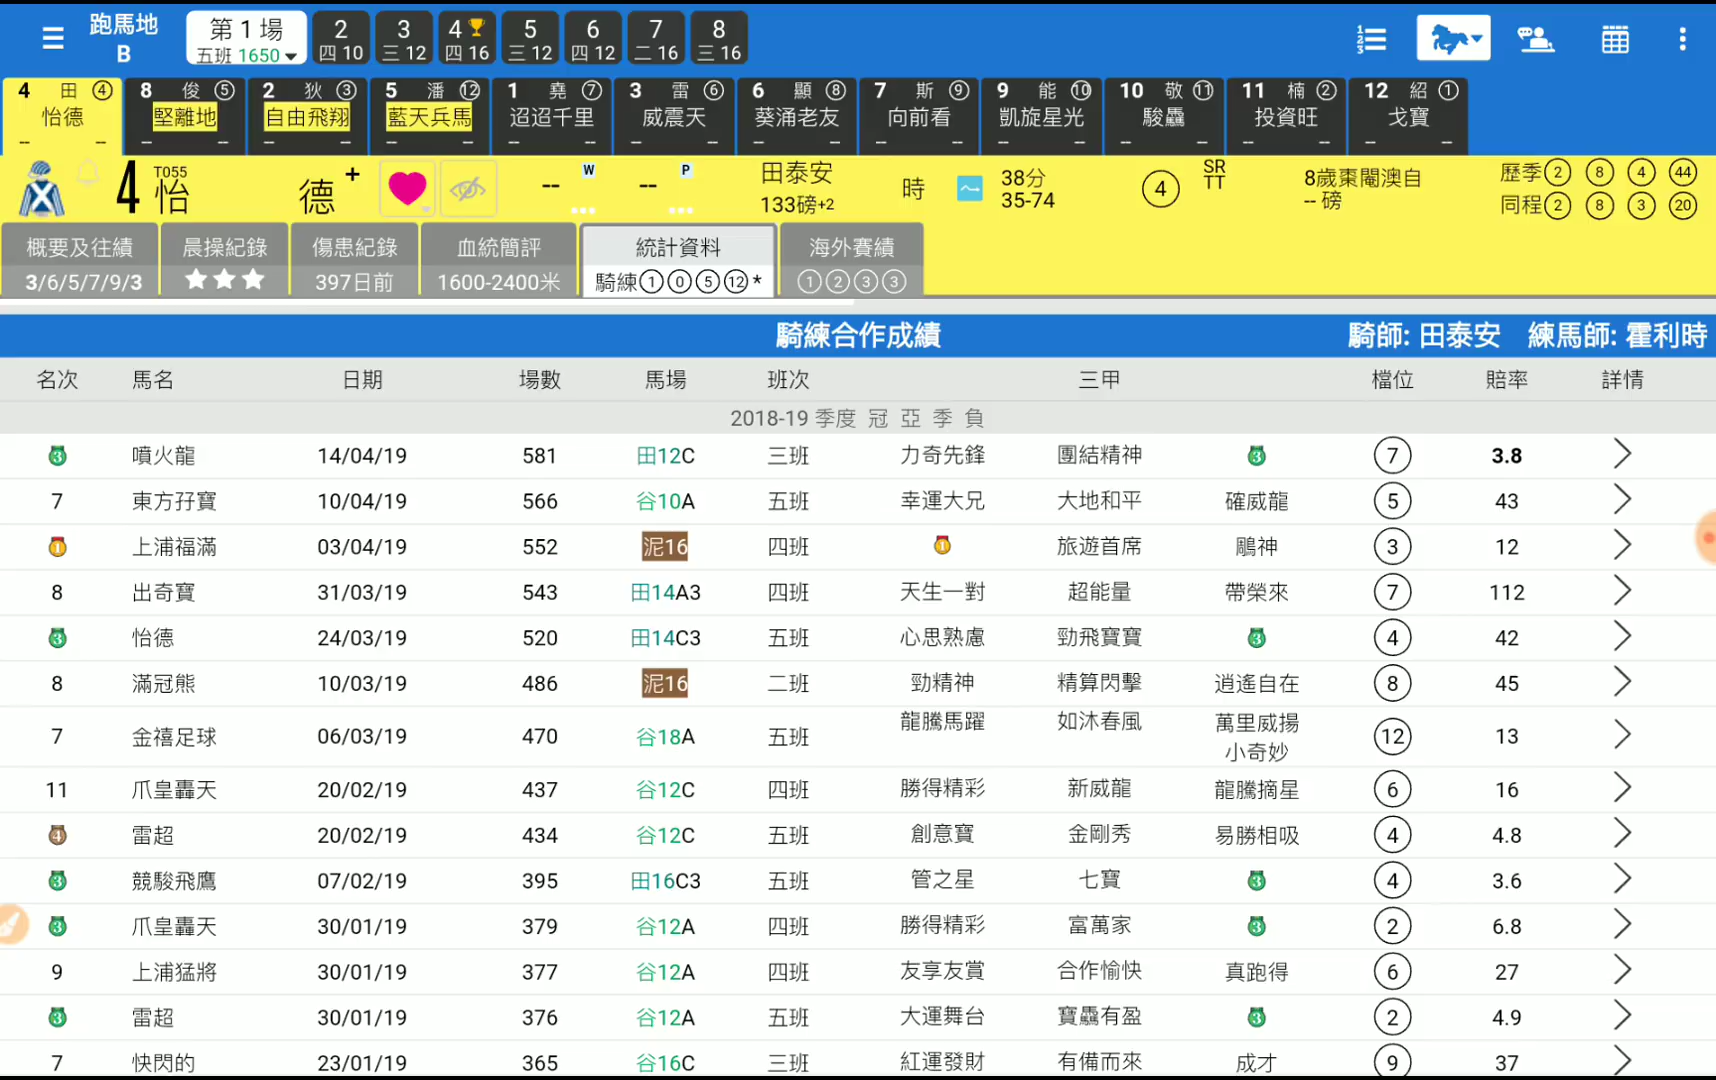 跑馬地
B
第 1 場
五班 1650
2
四 10
3
三 12
4
四 16
5
三 12
6
四 12
7
二 16
8
三 16
4 田 4
怡德
--
--
8 俊 5
堅離地
--
--
2 狄 3
自由飛翔
--
--
5 潘 12
藍天兵馬
--
--
1 堯 7
迢迢千里
--
--
3 雷 6
威震天
--
--
6 顯 8
葵涌老友
--
--
7 斯 9
向前看
--
--
9 能 10
凱旋星光
--
--
10 敬 11
駿驫
--
--
11 楠 2
投資旺
--
--
12 紹 1
戈寶
--
--
4 T055
怡 德 +
-- W
-- P
田泰安
133磅+2
時
38分
35-74
4
SR
TT
8歲棗閹澳自
-- 磅
歷季 2 8 4 44
同程 2 8 3 20
概要及往績
3/6/5/7/9/3
晨操紀錄
傷患紀錄
397日前
血統簡評
1600-2400米
統計資料
騎練 1 0 5 12 *
海外賽績
1 2 3 3
騎練合作成績 騎師: 田泰安 練馬師: 霍利時
名次 馬名 日期 場數 馬場 班次 三甲 檔位 賠率 詳情
2018-19 季度 冠 亞 季 負
3 噴火龍 14/04/19 581 田12C 三班 力奇先鋒 團結精神 3 7 3.8
7 東方孖寶 10/04/19 566 谷10A 五班 幸運大兄 大地和平 確威龍 5 43
1 上浦福滿 03/04/19 552 泥16 四班 1 旅遊首席 鵰神 3 12
8 出奇寶 31/03/19 543 田14A3 四班 天生一對 超能量 帶榮來 7 112
3 怡德 24/03/19 520 田14C3 五班 心思熟慮 勁飛寶寶 3 4 42
8 滿冠熊 10/03/19 486 泥16 二班 勁精神 精算閃擊 逍遙自在 8 45
7 金禧足球 06/03/19 470 谷18A 五班 龍騰馬躍 如沐春風 萬里威揚 12 13
小奇妙
11 爪皇轟天 20/02/19 437 谷12C 四班 勝得精彩 新威龍 龍騰摘星 6 16
4 雷超 20/02/19 434 谷12C 五班 創意寶 金剛秀 易勝相吸 4 4.8
3 競駿飛鷹 07/02/19 395 田16C3 五班 管之星 七寶 3 4 3.6
3 爪皇轟天 30/01/19 379 谷12A 四班 勝得精彩 富萬家 3 2 6.8
9 上浦猛將 30/01/19 377 谷12A 四班 友享友賞 合作愉快 真跑得 6 27
3 雷超 30/01/19 376 谷12A 五班 大運舞台 寶驫有盈 3 2 4.9
7 快閃的 23/01/19 365 谷16C 三班 紅運發財 有備而來 成才 9 37